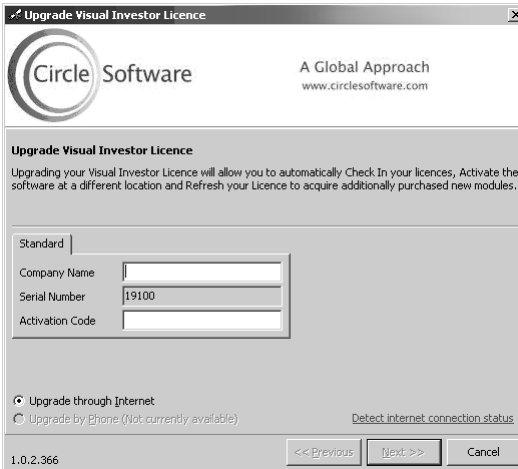 Upgrade Visual Investor Licence
Circle Software
A Global Approach
www.circlesoftware.com
Upgrade Visual Investor Licence
Upgrading your Visual Investor Licence will allow you to automatically Check In your licences, Activate the
software at a different location and Refresh your Licence to acquire additionally purchased new modules.
Standard
Company Name
Serial Number 19100
Activation Code
Upgrade through Internet
Upgrade by Phone (Not currently available)
Detect internet connection status
1.0.2.366
<< Previous Next >> Cancel